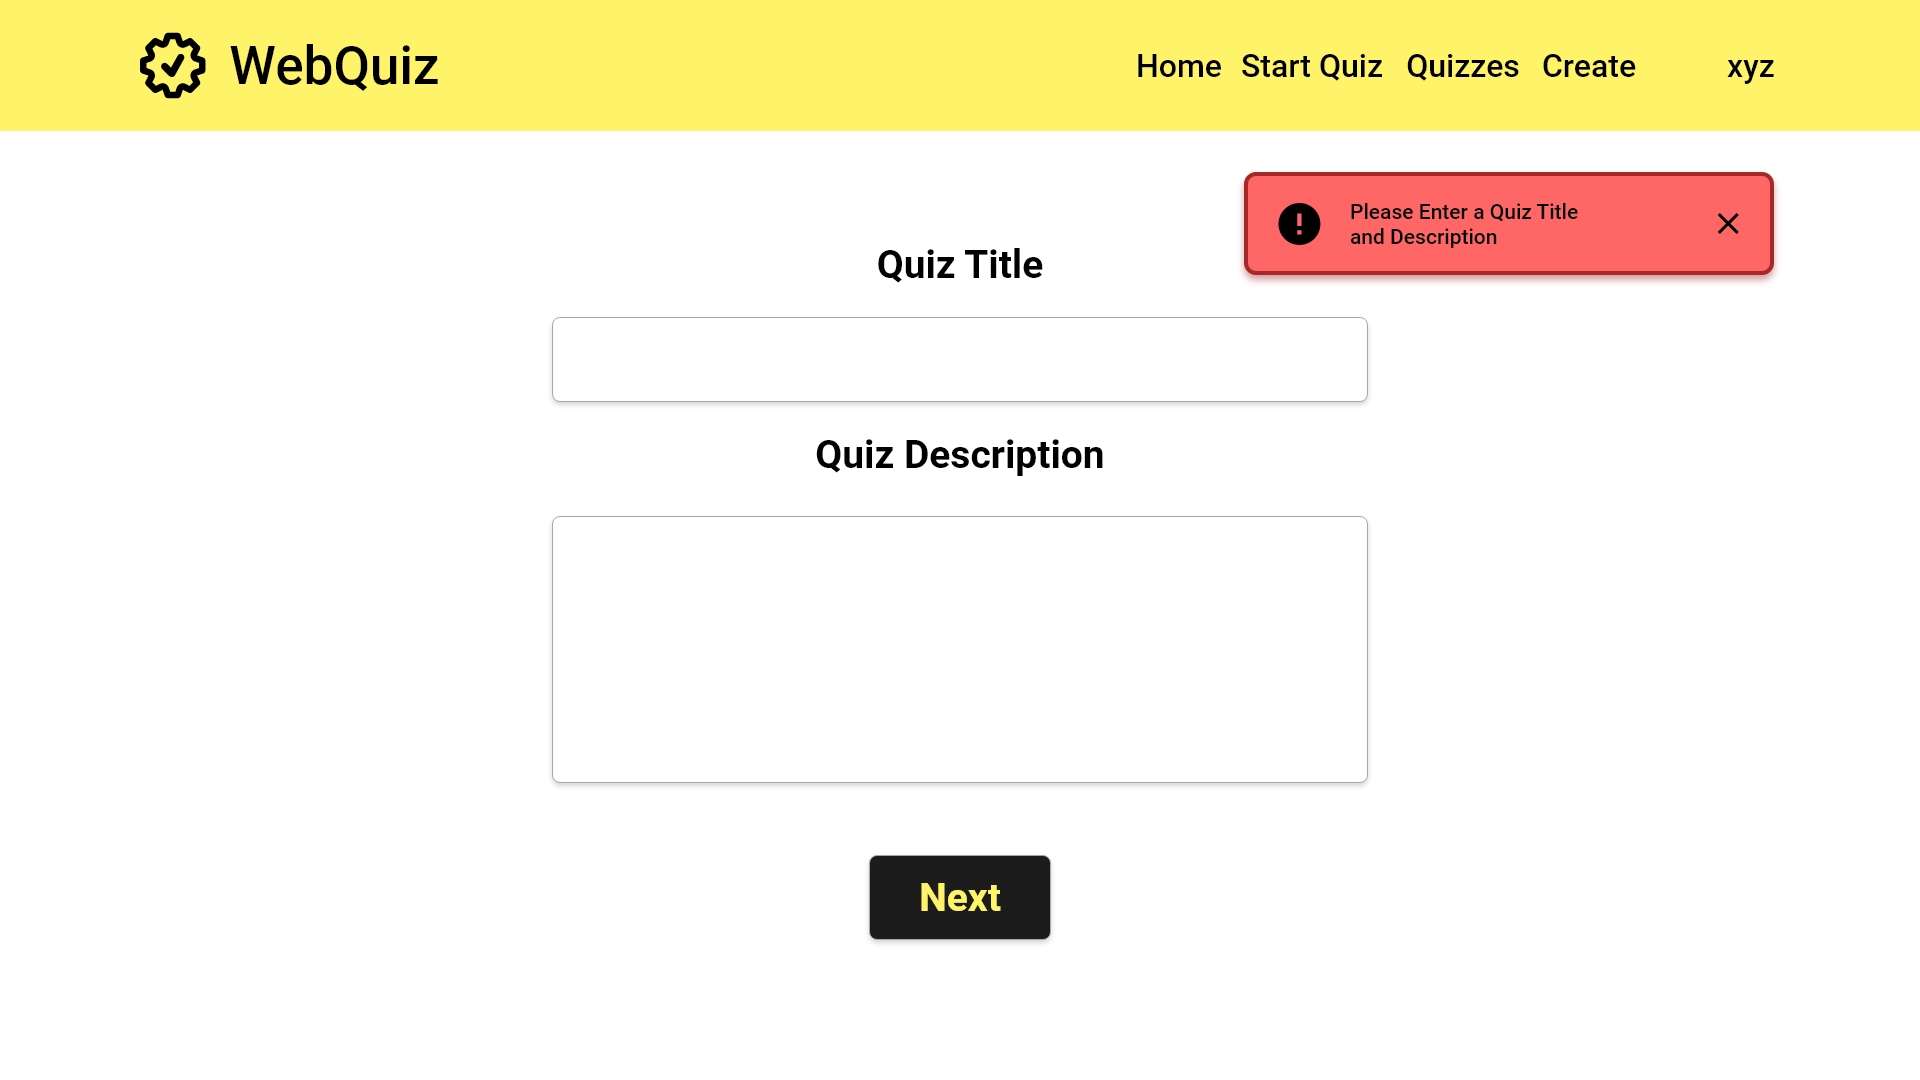 WebQuiz
Home Start Quiz Quizzes Create xyz
Please Enter a Quiz Title
and Description
Quiz Title
Quiz Description
Next